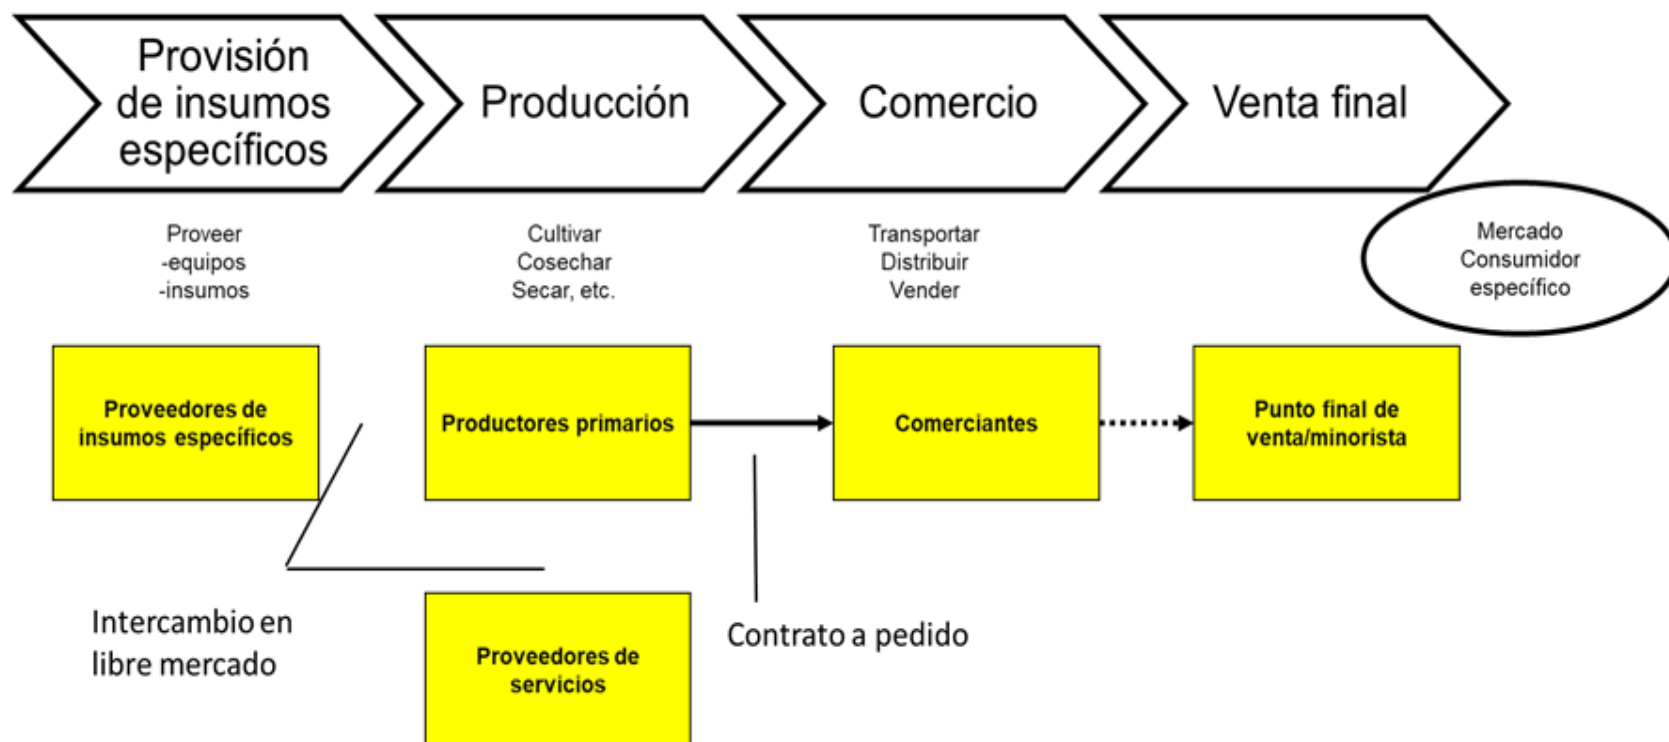 Provisión
de insumos
específicos
Producción
Comercio
Venta final
Proveer
-equipos
-insumos
Cultivar
Cosechar
Secar, etc.
Transportar
Distribuir
Vender
Mercado
Consumidor
específico
Proveedores de
insumos específicos
Productores primarios
Comerciantes
Punto final de
venta/minorista
Intercambio en
libre mercado
Contrato a pedido
Proveedores de
servicios